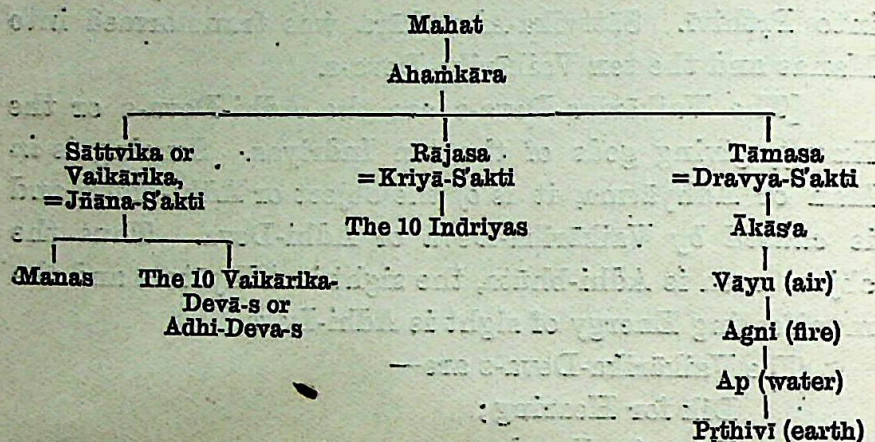 Mahat
Ahaṁkāra
Sāttvika or
Vaikārika,
=Jñāna-S'akti
Manas
The 10 Vaikārika-
Devā-s or
Adhi-Deva-s
Rājasa
=Kriyā-S'akti
The 10 Indriyas
Tāmasa
=Dravya-S'akti
Ākās'a
Vāyu (air)
Agni (fire)
Ap (water)
Pṛthivī (earth)